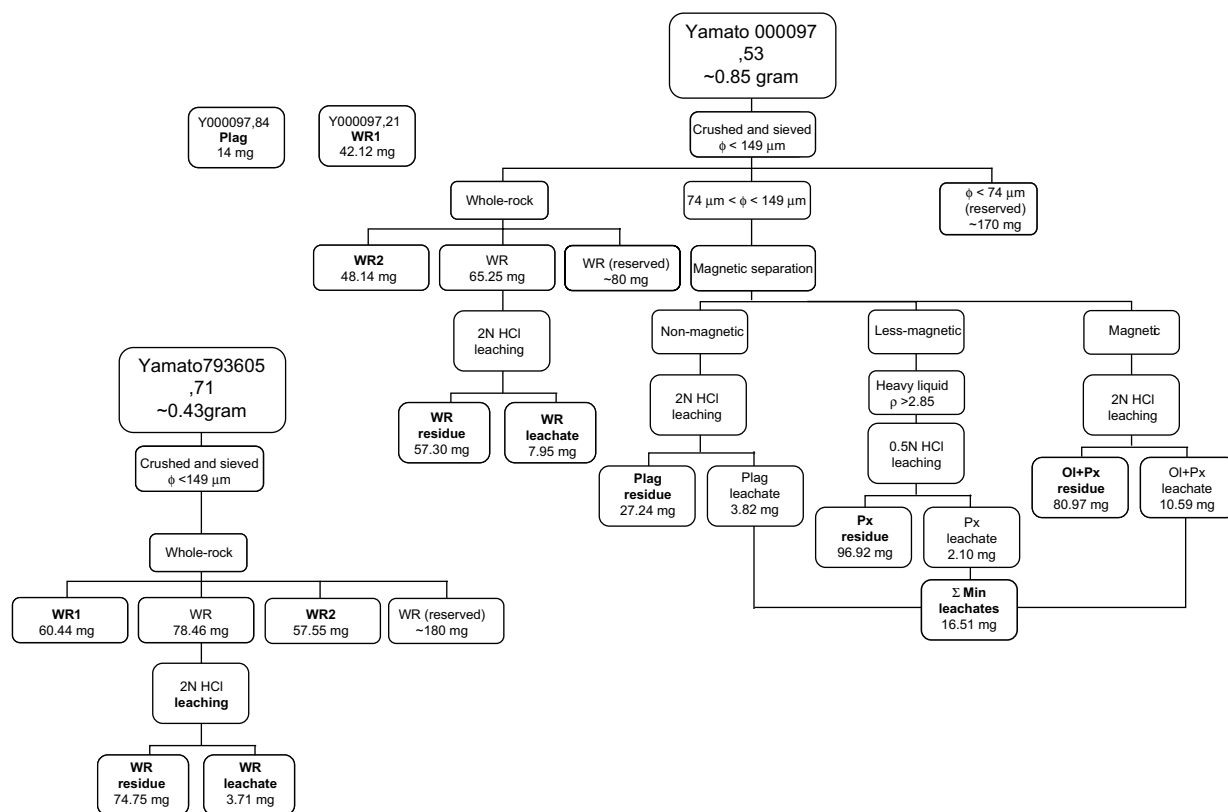 Yamato 000097
,53
~0.85 gram
Y000097,84
Plag
14 mg
Y000097,21
WR1
42.12 mg
Crushed and sieved
ϕ < 149 μm
Whole-rock
74 μm < ϕ < 149 μm
ϕ < 74 μm
(reserved)
~170 mg
WR2
48.14 mg
WR
65.25 mg
WR (reserved)
~80 mg
Magnetic separation
2N HCl
leaching
Non-magnetic
Less-magnetic
Magnetic
WR
residue
57.30 mg
WR
leachate
7.95 mg
2N HCl
leaching
Heavy liquid
ρ >2.85
2N HCl
leaching
0.5N HCl
leaching
Plag
residue
27.24 mg
Plag
leachate
3.82 mg
Px
residue
96.92 mg
Px
leachate
2.10 mg
Ol+Px
residue
80.97 mg
Ol+Px
leachate
10.59 mg
Σ Min
leachates
16.51 mg
Yamato793605
,71
~0.43gram
Crushed and sieved
ϕ <149 μm
Whole-rock
WR1
60.44 mg
WR
78.46 mg
WR2
57.55 mg
WR (reserved)
~180 mg
2N HCl
leaching
WR
residue
74.75 mg
WR
leachate
3.71 mg